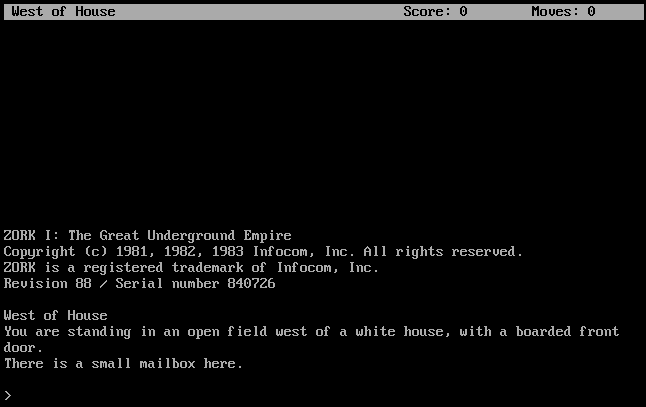 West of House Score: 0 Moves: 0
ZORK I: The Great Underground Empire
Copyright (c) 1981, 1982, 1983 Infocom, Inc. All rights reserved.
ZORK is a registered trademark of Infocom, Inc.
Revision 88 / Serial number 840726
West of House
You are standing in an open field west of a white house, with a boarded front
door.
There is a small mailbox here.
>